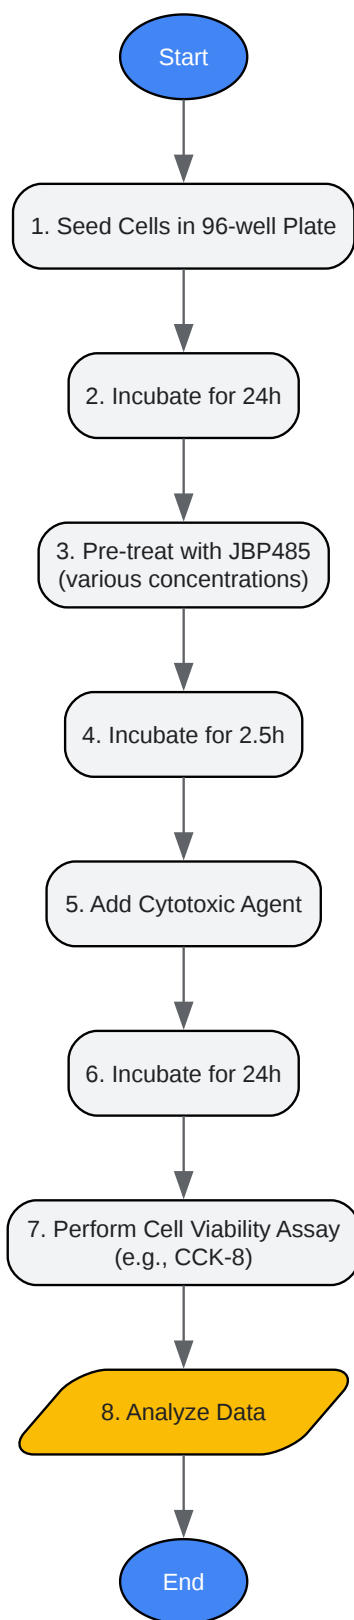 Start
1. Seed Cells in 96-well Plate
2. Incubate for 24h
3. Pre-treat with JBP485
(various concentrations)
4. Incubate for 2.5h
5. Add Cytotoxic Agent
6. Incubate for 24h
7. Perform Cell Viability Assay
(e.g., CCK-8)
8. Analyze Data
End